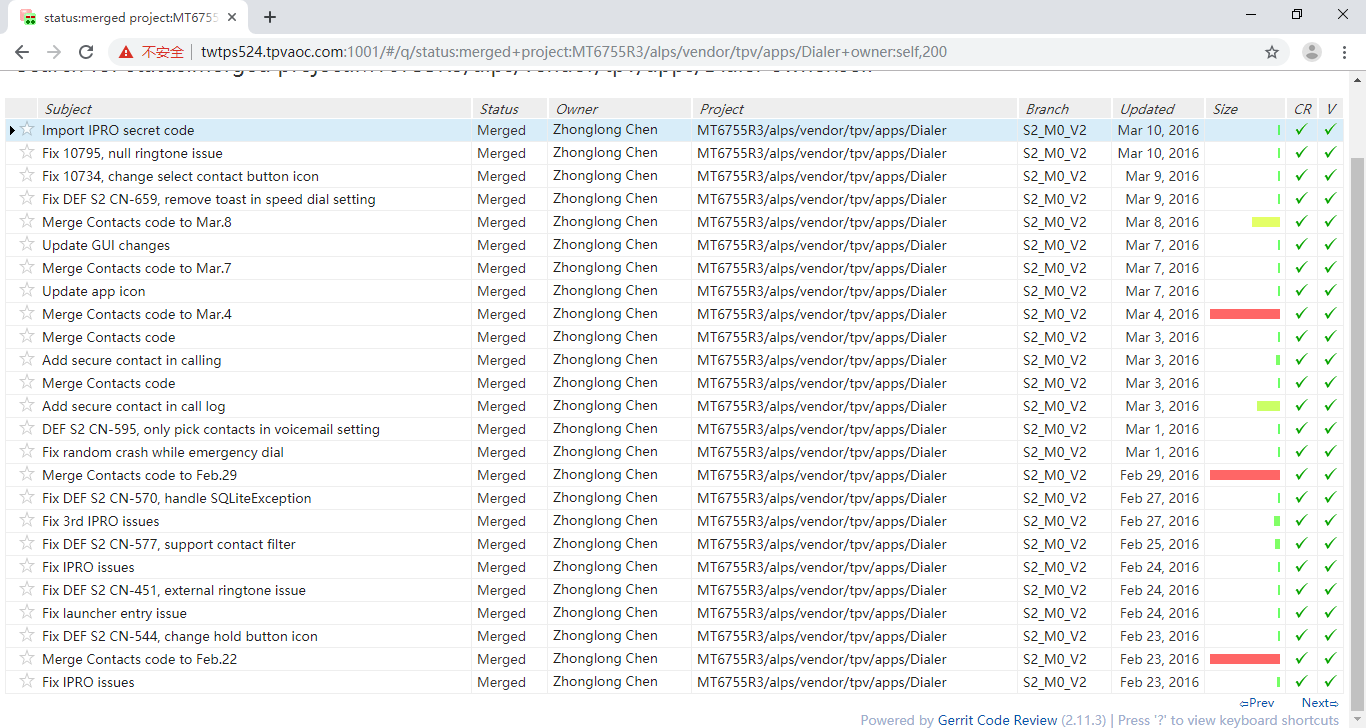 status:merged project:MT6755
不安全 twtps524.tpvaoc.com:1001/#/q/status:merged+project:MT6755R3/alps/vendor/tpv/apps/Dialer+owner:self,200
Search for status:merged project:MT6755R3/alps/vendor/tpv/apps/Dialer owner:self
Subject Status Owner Project Branch Updated Size CR V
Import IPRO secret code Merged Zhonglong Chen MT6755R3/alps/vendor/tpv/apps/Dialer S2_M0_V2 Mar 10, 2016 ✓ ✓
Fix 10795, null ringtone issue Merged Zhonglong Chen MT6755R3/alps/vendor/tpv/apps/Dialer S2_M0_V2 Mar 10, 2016 ✓ ✓
Fix 10734, change select contact button icon Merged Zhonglong Chen MT6755R3/alps/vendor/tpv/apps/Dialer S2_M0_V2 Mar 9, 2016 ✓ ✓
Fix DEF S2 CN-659, remove toast in speed dial setting Merged Zhonglong Chen MT6755R3/alps/vendor/tpv/apps/Dialer S2_M0_V2 Mar 9, 2016 ✓ ✓
Merge Contacts code to Mar.8 Merged Zhonglong Chen MT6755R3/alps/vendor/tpv/apps/Dialer S2_M0_V2 Mar 8, 2016 ✓ ✓
Update GUI changes Merged Zhonglong Chen MT6755R3/alps/vendor/tpv/apps/Dialer S2_M0_V2 Mar 7, 2016 ✓ ✓
Merge Contacts code to Mar.7 Merged Zhonglong Chen MT6755R3/alps/vendor/tpv/apps/Dialer S2_M0_V2 Mar 7, 2016 ✓ ✓
Update app icon Merged Zhonglong Chen MT6755R3/alps/vendor/tpv/apps/Dialer S2_M0_V2 Mar 7, 2016 ✓ ✓
Merge Contacts code to Mar.4 Merged Zhonglong Chen MT6755R3/alps/vendor/tpv/apps/Dialer S2_M0_V2 Mar 4, 2016 ✓ ✓
Merge Contacts code Merged Zhonglong Chen MT6755R3/alps/vendor/tpv/apps/Dialer S2_M0_V2 Mar 3, 2016 ✓ ✓
Add secure contact in calling Merged Zhonglong Chen MT6755R3/alps/vendor/tpv/apps/Dialer S2_M0_V2 Mar 3, 2016 ✓ ✓
Merge Contacts code Merged Zhonglong Chen MT6755R3/alps/vendor/tpv/apps/Dialer S2_M0_V2 Mar 3, 2016 ✓ ✓
Add secure contact in call log Merged Zhonglong Chen MT6755R3/alps/vendor/tpv/apps/Dialer S2_M0_V2 Mar 3, 2016 ✓ ✓
DEF S2 CN-595, only pick contacts in voicemail setting Merged Zhonglong Chen MT6755R3/alps/vendor/tpv/apps/Dialer S2_M0_V2 Mar 1, 2016 ✓ ✓
Fix random crash while emergency dial Merged Zhonglong Chen MT6755R3/alps/vendor/tpv/apps/Dialer S2_M0_V2 Mar 1, 2016 ✓ ✓
Merge Contacts code to Feb.29 Merged Zhonglong Chen MT6755R3/alps/vendor/tpv/apps/Dialer S2_M0_V2 Feb 29, 2016 ✓ ✓
Fix DEF S2 CN-570, handle SQLiteException Merged Zhonglong Chen MT6755R3/alps/vendor/tpv/apps/Dialer S2_M0_V2 Feb 27, 2016 ✓ ✓
Fix 3rd IPRO issues Merged Zhonglong Chen MT6755R3/alps/vendor/tpv/apps/Dialer S2_M0_V2 Feb 27, 2016 ✓ ✓
Fix DEF S2 CN-577, support contact filter Merged Zhonglong Chen MT6755R3/alps/vendor/tpv/apps/Dialer S2_M0_V2 Feb 25, 2016 ✓ ✓
Fix IPRO issues Merged Zhonglong Chen MT6755R3/alps/vendor/tpv/apps/Dialer S2_M0_V2 Feb 24, 2016 ✓ ✓
Fix DEF S2 CN-451, external ringtone issue Merged Zhonglong Chen MT6755R3/alps/vendor/tpv/apps/Dialer S2_M0_V2 Feb 24, 2016 ✓ ✓
Fix launcher entry issue Merged Zhonglong Chen MT6755R3/alps/vendor/tpv/apps/Dialer S2_M0_V2 Feb 24, 2016 ✓ ✓
Fix DEF S2 CN-544, change hold button icon Merged Zhonglong Chen MT6755R3/alps/vendor/tpv/apps/Dialer S2_M0_V2 Feb 23, 2016 ✓ ✓
Merge Contacts code to Feb.22 Merged Zhonglong Chen MT6755R3/alps/vendor/tpv/apps/Dialer S2_M0_V2 Feb 23, 2016 ✓ ✓
Fix IPRO issues Merged Zhonglong Chen MT6755R3/alps/vendor/tpv/apps/Dialer S2_M0_V2 Feb 23, 2016 ✓ ✓
⇦Prev Next⇨
Powered by Gerrit Code Review (2.11.3) | Press '?' to view keyboard shortcuts